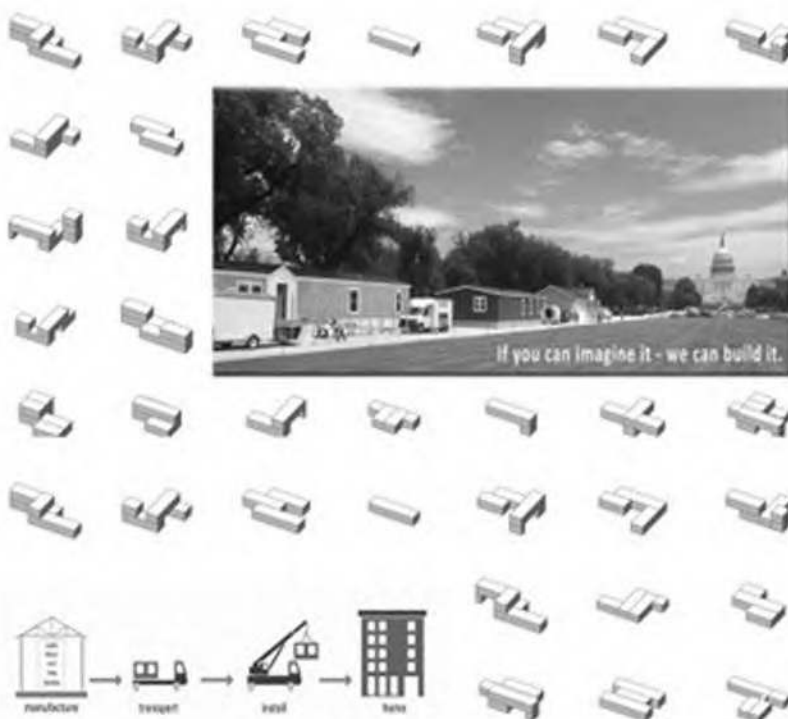 If you can imagine it - we can build it.
manufacture
transport
install
home